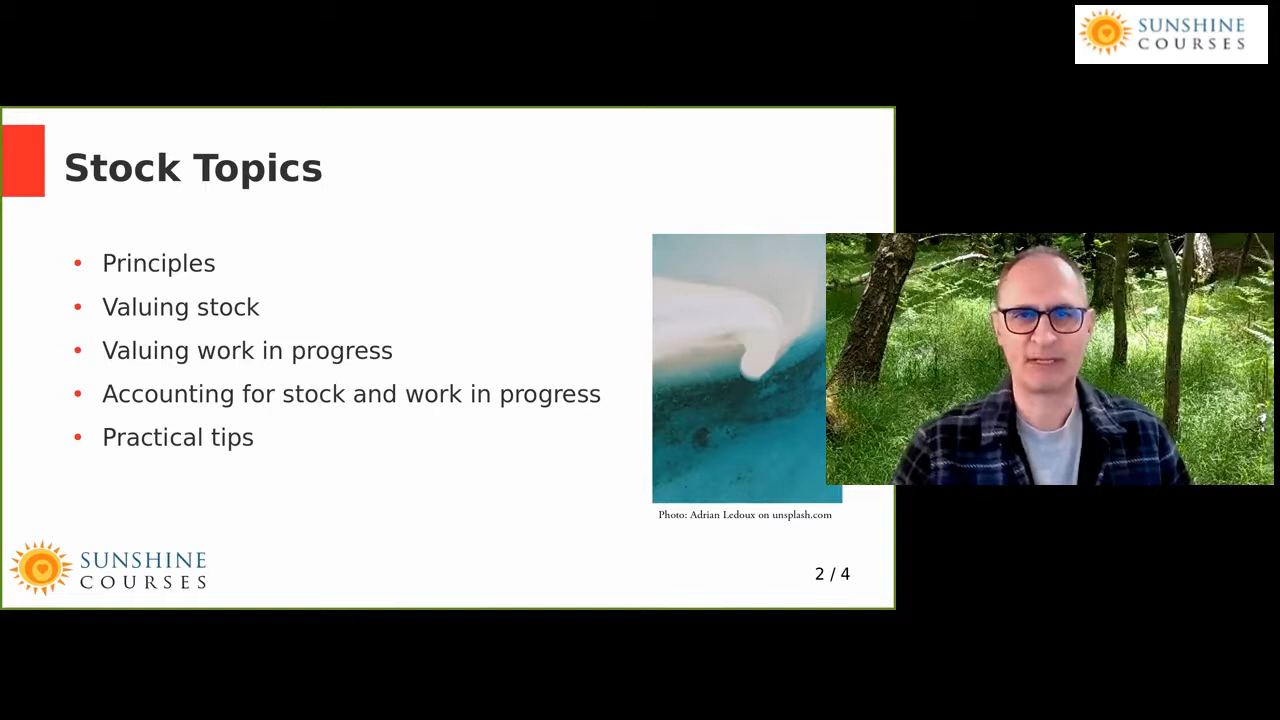 SUNSHINE
COURSES
Stock Topics
• Principles
• Valuing stock
• Valuing work in progress
• Accounting for stock and work in progress
• Practical tips
Photo: Adrian Ledoux on unsplash.com
SUNSHINE
COURSES
2 / 4